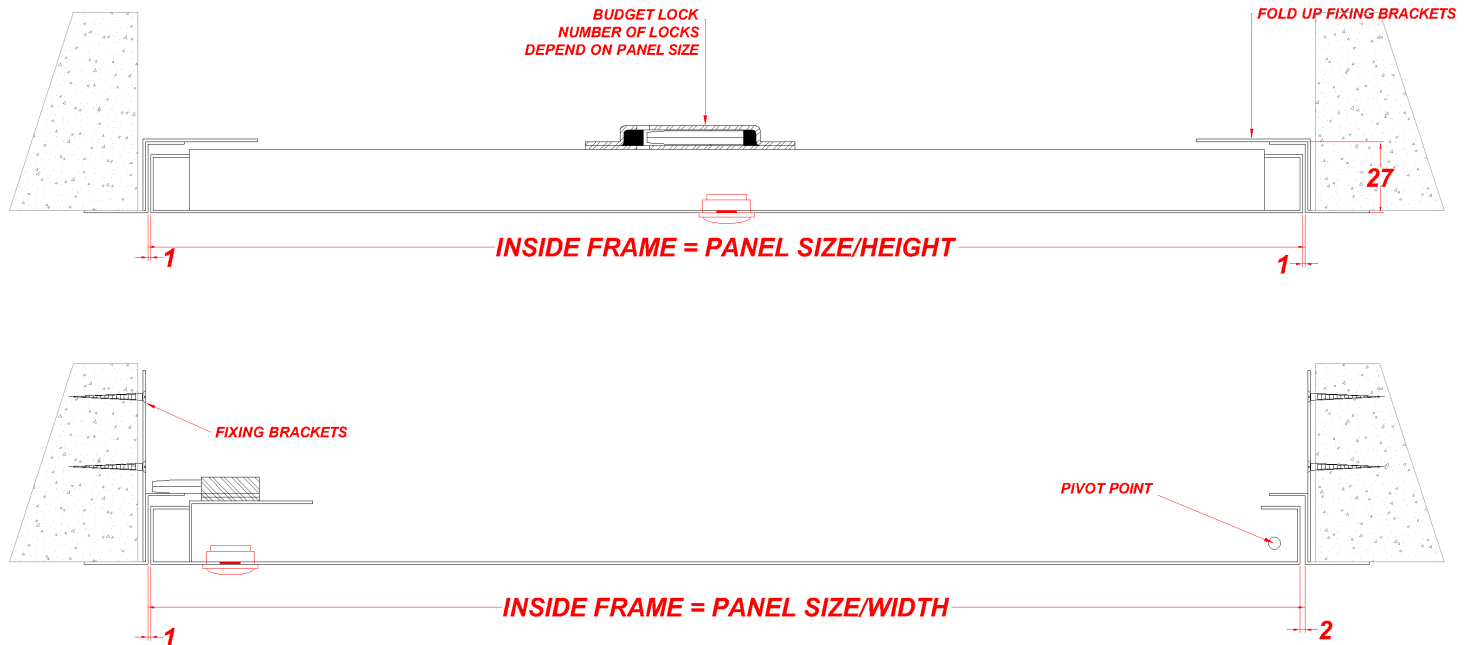 BUDGET LOCK
NUMBER OF LOCKS
DEPEND ON PANEL SIZE
FOLD UP FIXING BRACKETS
27
INSIDE FRAME = PANEL SIZE/HEIGHT
1
1
FIXING BRACKETS
PIVOT POINT
INSIDE FRAME = PANEL SIZE/WIDTH
1
2